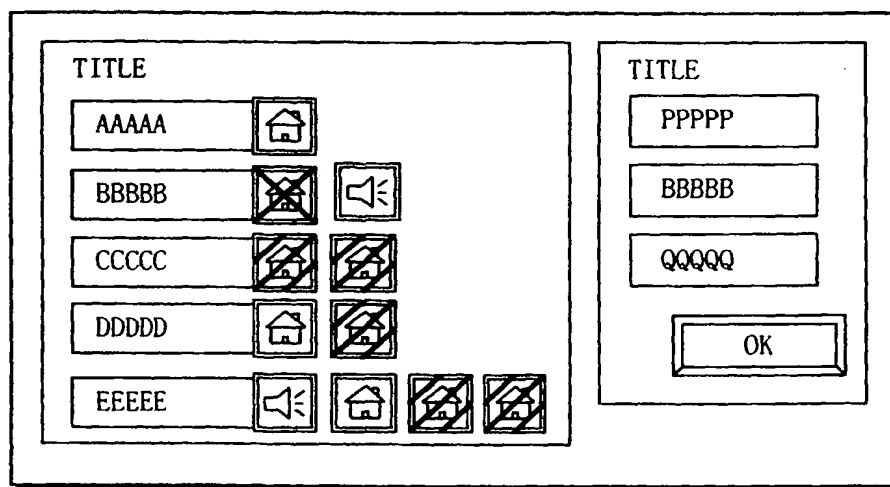 TITLE
AAAAA
BBBBB
CCCCC
DDDDD
EEEEE
TITLE
PPPPP
BBBBB
QQQQQ
OK